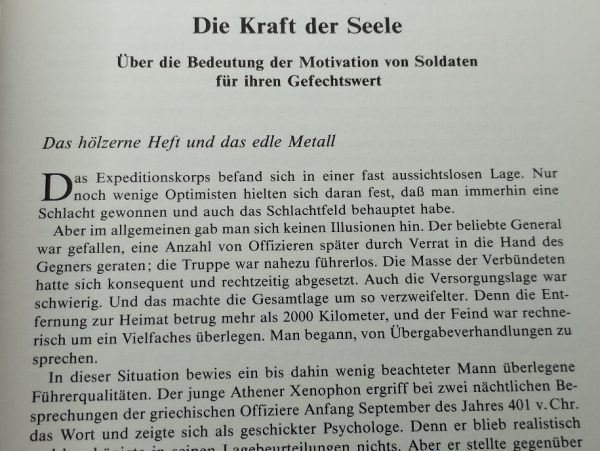 Die Kraft der Seele
Über die Bedeutung der Motivation von Soldaten
für ihren Gefechtswert
Das hölzerne Heft und das edle Metall
Das Expeditionskorps befand sich in einer fast aussichtslosen Lage. Nur
noch wenige Optimisten hielten sich daran fest, daß man immerhin eine
Schlacht gewonnen und auch das Schlachtfeld behauptet habe.
Aber im allgemeinen gab man sich keinen Illusionen hin. Der beliebte General
war gefallen, eine Anzahl von Offizieren später durch Verrat in die Hand des
Gegners geraten; die Truppe war nahezu führerlos. Die Masse der Verbündeten
hatte sich konsequent und rechtzeitig abgesetzt. Auch die Versorgungslage war
schwierig. Und das machte die Gesamtlage um so verzweifelter. Denn die Ent-
fernung zur Heimat betrug mehr als 2000 Kilometer, und der Feind war rechne-
risch um ein Vielfaches überlegen. Man begann, von Übergabeverhandlungen zu
sprechen.
In dieser Situation bewies ein bis dahin wenig beachteter Mann überlegene
Führerqualitäten. Der junge Athener Xenophon ergriff bei zwei nächtlichen Be-
sprechungen der griechischen Offiziere Anfang September des Jahres 401 v. Chr.
das Wort und zeigte sich als geschickter Psychologe. Denn er blieb realistisch
in seinen Lagebeurteilungen nichts. Aber er stellte gegenüber